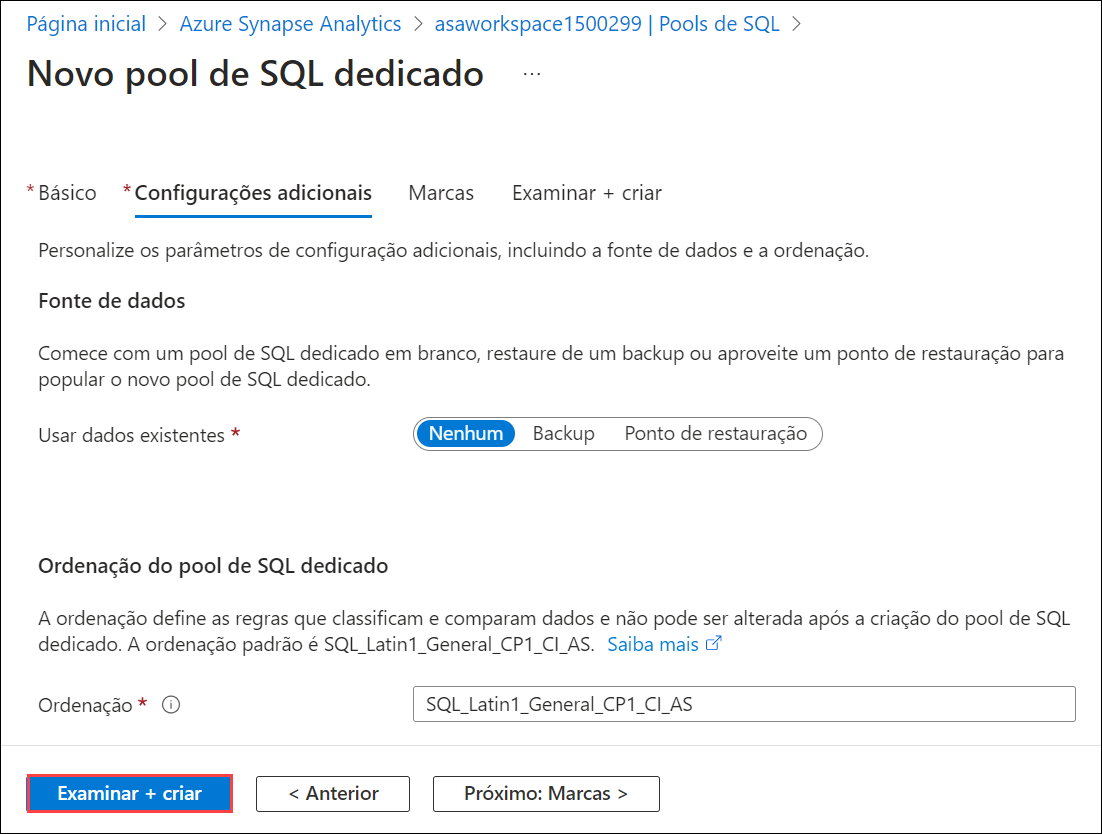 Página inicial > Azure Synapse Analytics > asaworkspace1500299 | Pools de SQL >
Novo pool de SQL dedicado ...
* Básico * Configurações adicionais Marcas Examinar + criar
Personalize os parâmetros de configuração adicionais, incluindo a fonte de dados e a ordenação.
Fonte de dados
Comece com um pool de SQL dedicado em branco, restaure de um backup ou aproveite um ponto de restauração para
popular o novo pool de SQL dedicado.
Usar dados existentes * Nenhum Backup Ponto de restauração
Ordenação do pool de SQL dedicado
A ordenação define as regras que classificam e comparam dados e não pode ser alterada após a criação do pool de SQL
dedicado. A ordenação padrão é SQL_Latin1_General_CP1_CI_AS. Saiba mais
Ordenação * i SQL_Latin1_General_CP1_CI_AS
Examinar + criar < Anterior Próximo: Marcas >